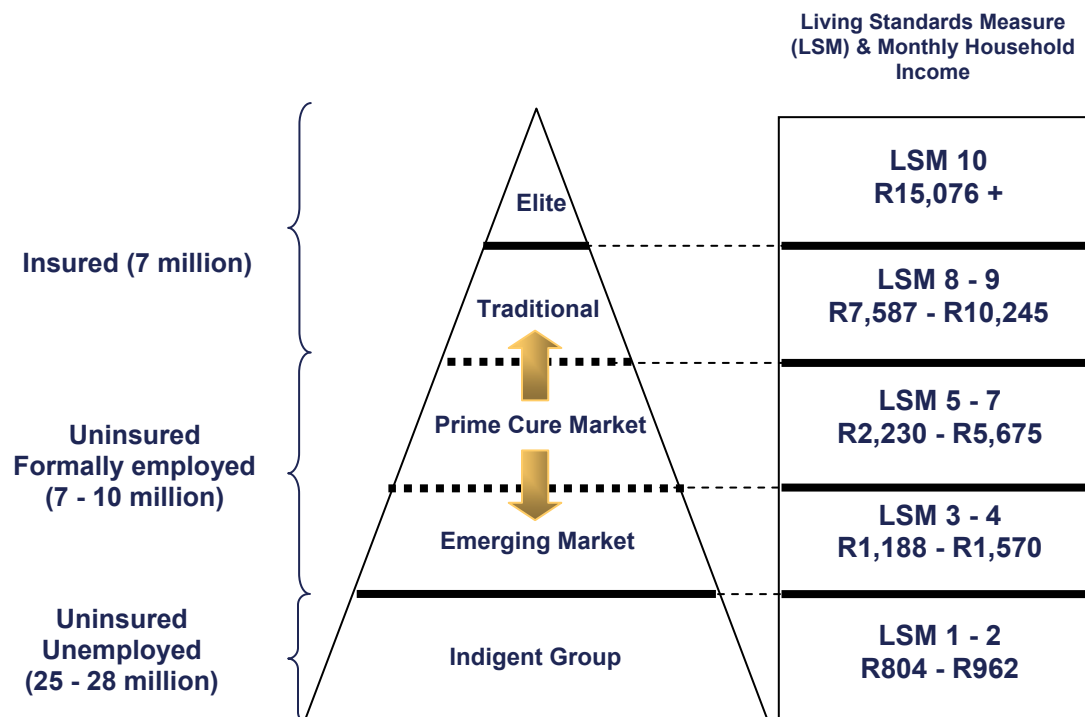 Living Standards Measure
(LSM) & Monthly Household
Income
Insured (7 million)
Uninsured
Formally employed
(7 - 10 million)
Uninsured
Unemployed
(25 - 28 million)
Elite
Traditional
Prime Cure Market
Emerging Market
Indigent Group
LSM 10
R15,076 +
LSM 8 - 9
R7,587 - R10,245
LSM 5 - 7
R2,230 - R5,675
LSM 3 - 4
R1,188 - R1,570
LSM 1 - 2
R804 - R962